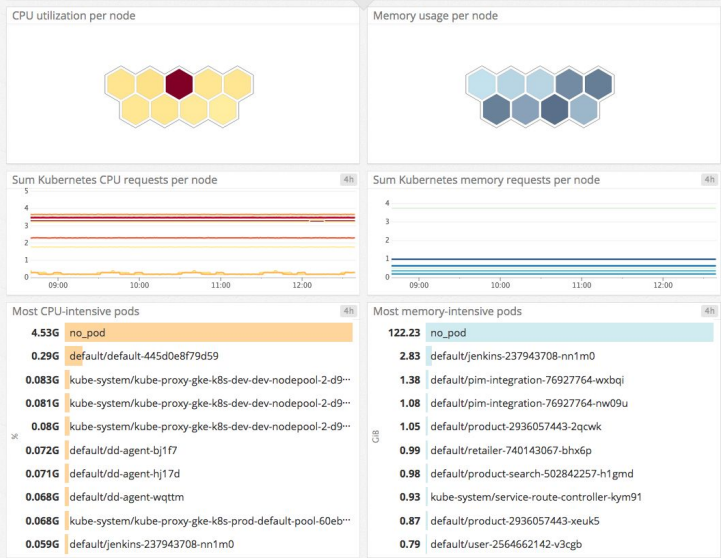 CPU utilization per node
Memory usage per node
Sum Kubernetes CPU requests per node 4h
5
4
3
2
1
0
09:00 10:00 11:00 12:00
Sum Kubernetes memory requests per node 4h
4
3
2
1
0
09:00 10:00 11:00 12:00
Most CPU-intensive pods 4h
%
4.53G no_pod
0.29G default/default-445d0e8f79d59
0.083G kube-system/kube-proxy-gke-k8s-dev-dev-nodepool-2-d9···
0.081G kube-system/kube-proxy-gke-k8s-dev-dev-nodepool-2-d9···
0.08G kube-system/kube-proxy-gke-k8s-dev-dev-nodepool-2-d9···
0.072G default/dd-agent-bj1f7
0.071G default/dd-agent-hj17d
0.068G default/dd-agent-wqttm
0.068G kube-system/kube-proxy-gke-k8s-prod-default-pool-60eb···
0.059G default/jenkins-237943708-nn1m0
Most memory-intensive pods 4h
GiB
122.23 no_pod
2.83 default/jenkins-237943708-nn1m0
1.38 default/pim-integration-76927764-wxbqi
1.08 default/pim-integration-76927764-nw09u
1.05 default/product-2936057443-2qcwk
0.99 default/retailer-740143067-bhx6p
0.98 default/product-search-502842257-h1gmd
0.93 kube-system/service-route-controller-kym91
0.87 default/product-2936057443-xeuk5
0.79 default/user-2564662142-v3cgb